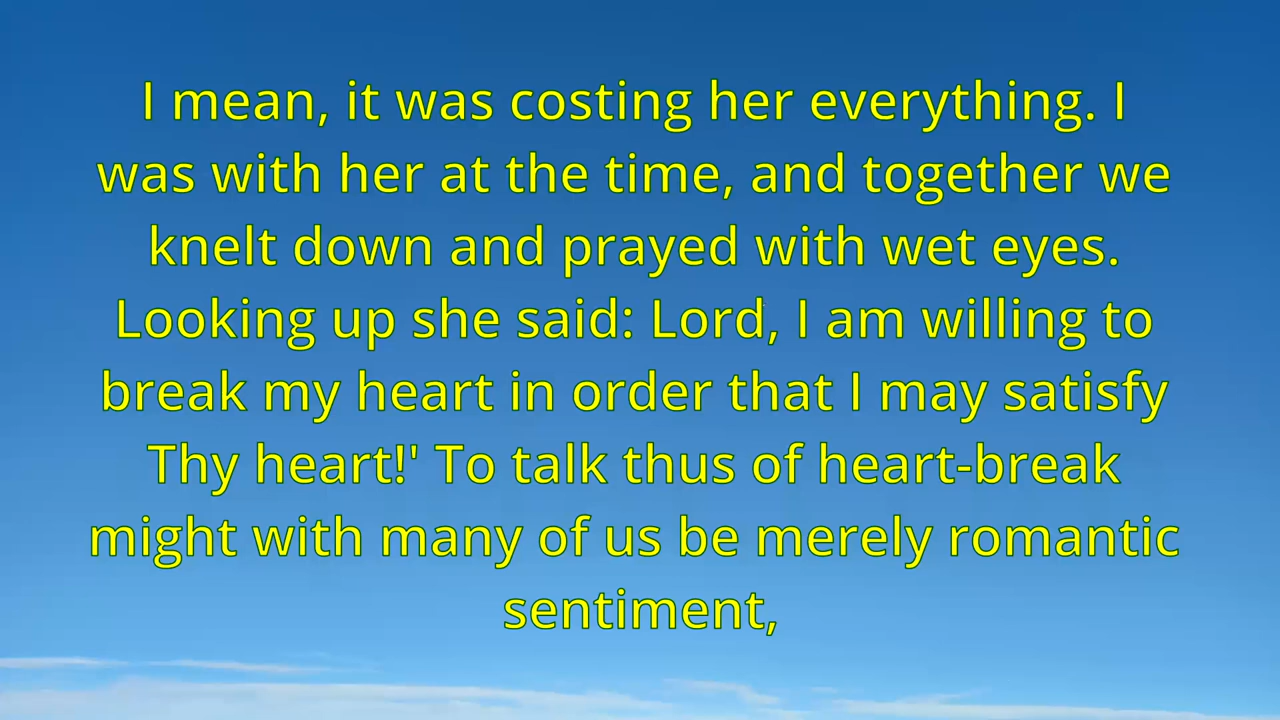 I mean, it was costing her everything. I
was with her at the time, and together we
knelt down and prayed with wet eyes.
Looking up she said: Lord, I am willing to
break my heart in order that I may satisfy
Thy heart!' To talk thus of heart-break
might with many of us be merely romantic
sentiment,